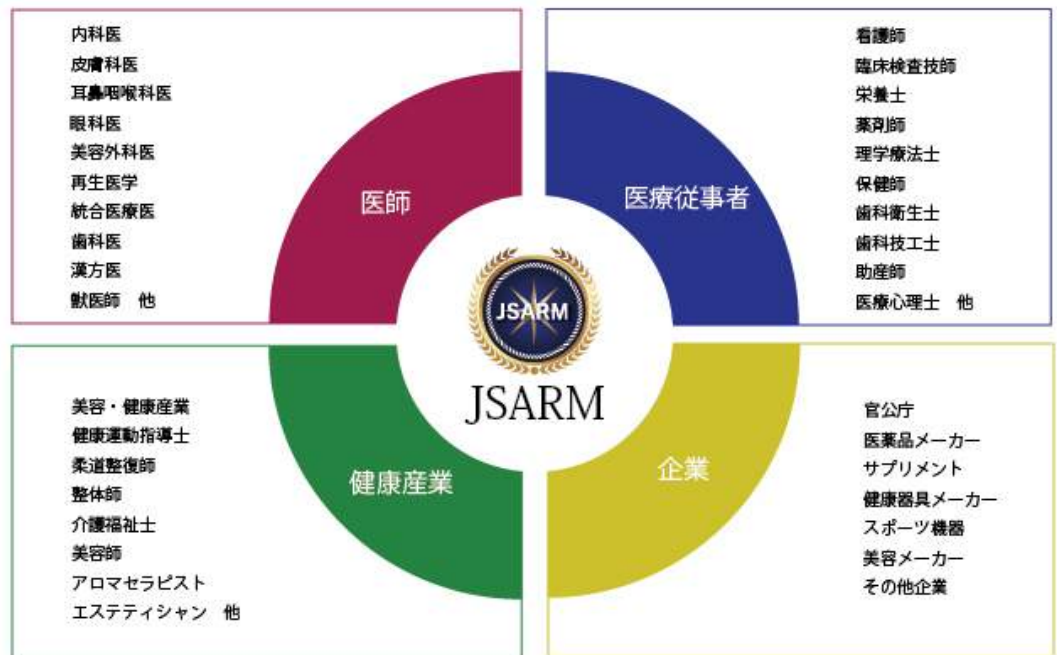 内科医
皮膚科医
耳鼻咽喉科医
眼科医
美容外科医
再生医学
統合医療医
歯科医
漢方医
獣医師　他
医師
看護師
臨床検査技師
栄養士
薬剤師
理学療法士
保健師
歯科衛生士
歯科技工士
助産師
医療心理士　他
医療従事者
JSARM
JSARM
美容・健康産業
健康運動指導士
柔道整復師
整体師
介護福祉士
美容師
アロマセラピスト
エステティシャン　他
健康産業
官公庁
医薬品メーカー
サプリメント
健康器具メーカー
スポーツ機器
美容メーカー
その他企業
企業